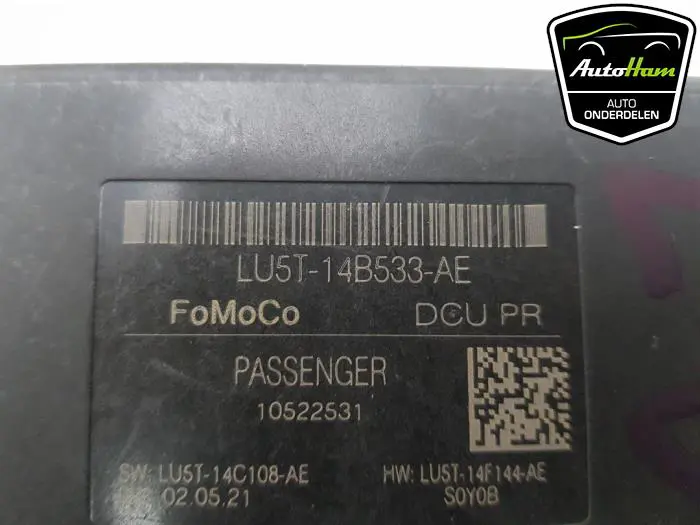 AutoHam
AUTO
ONDERDELEN
LU5T-14B533-AE
FoMoCo DCU PR
PASSENGER
10522531
SW: LU5T-14C108-AE HW: LU5T-14F144-AE
02.05.21 S0Y0B